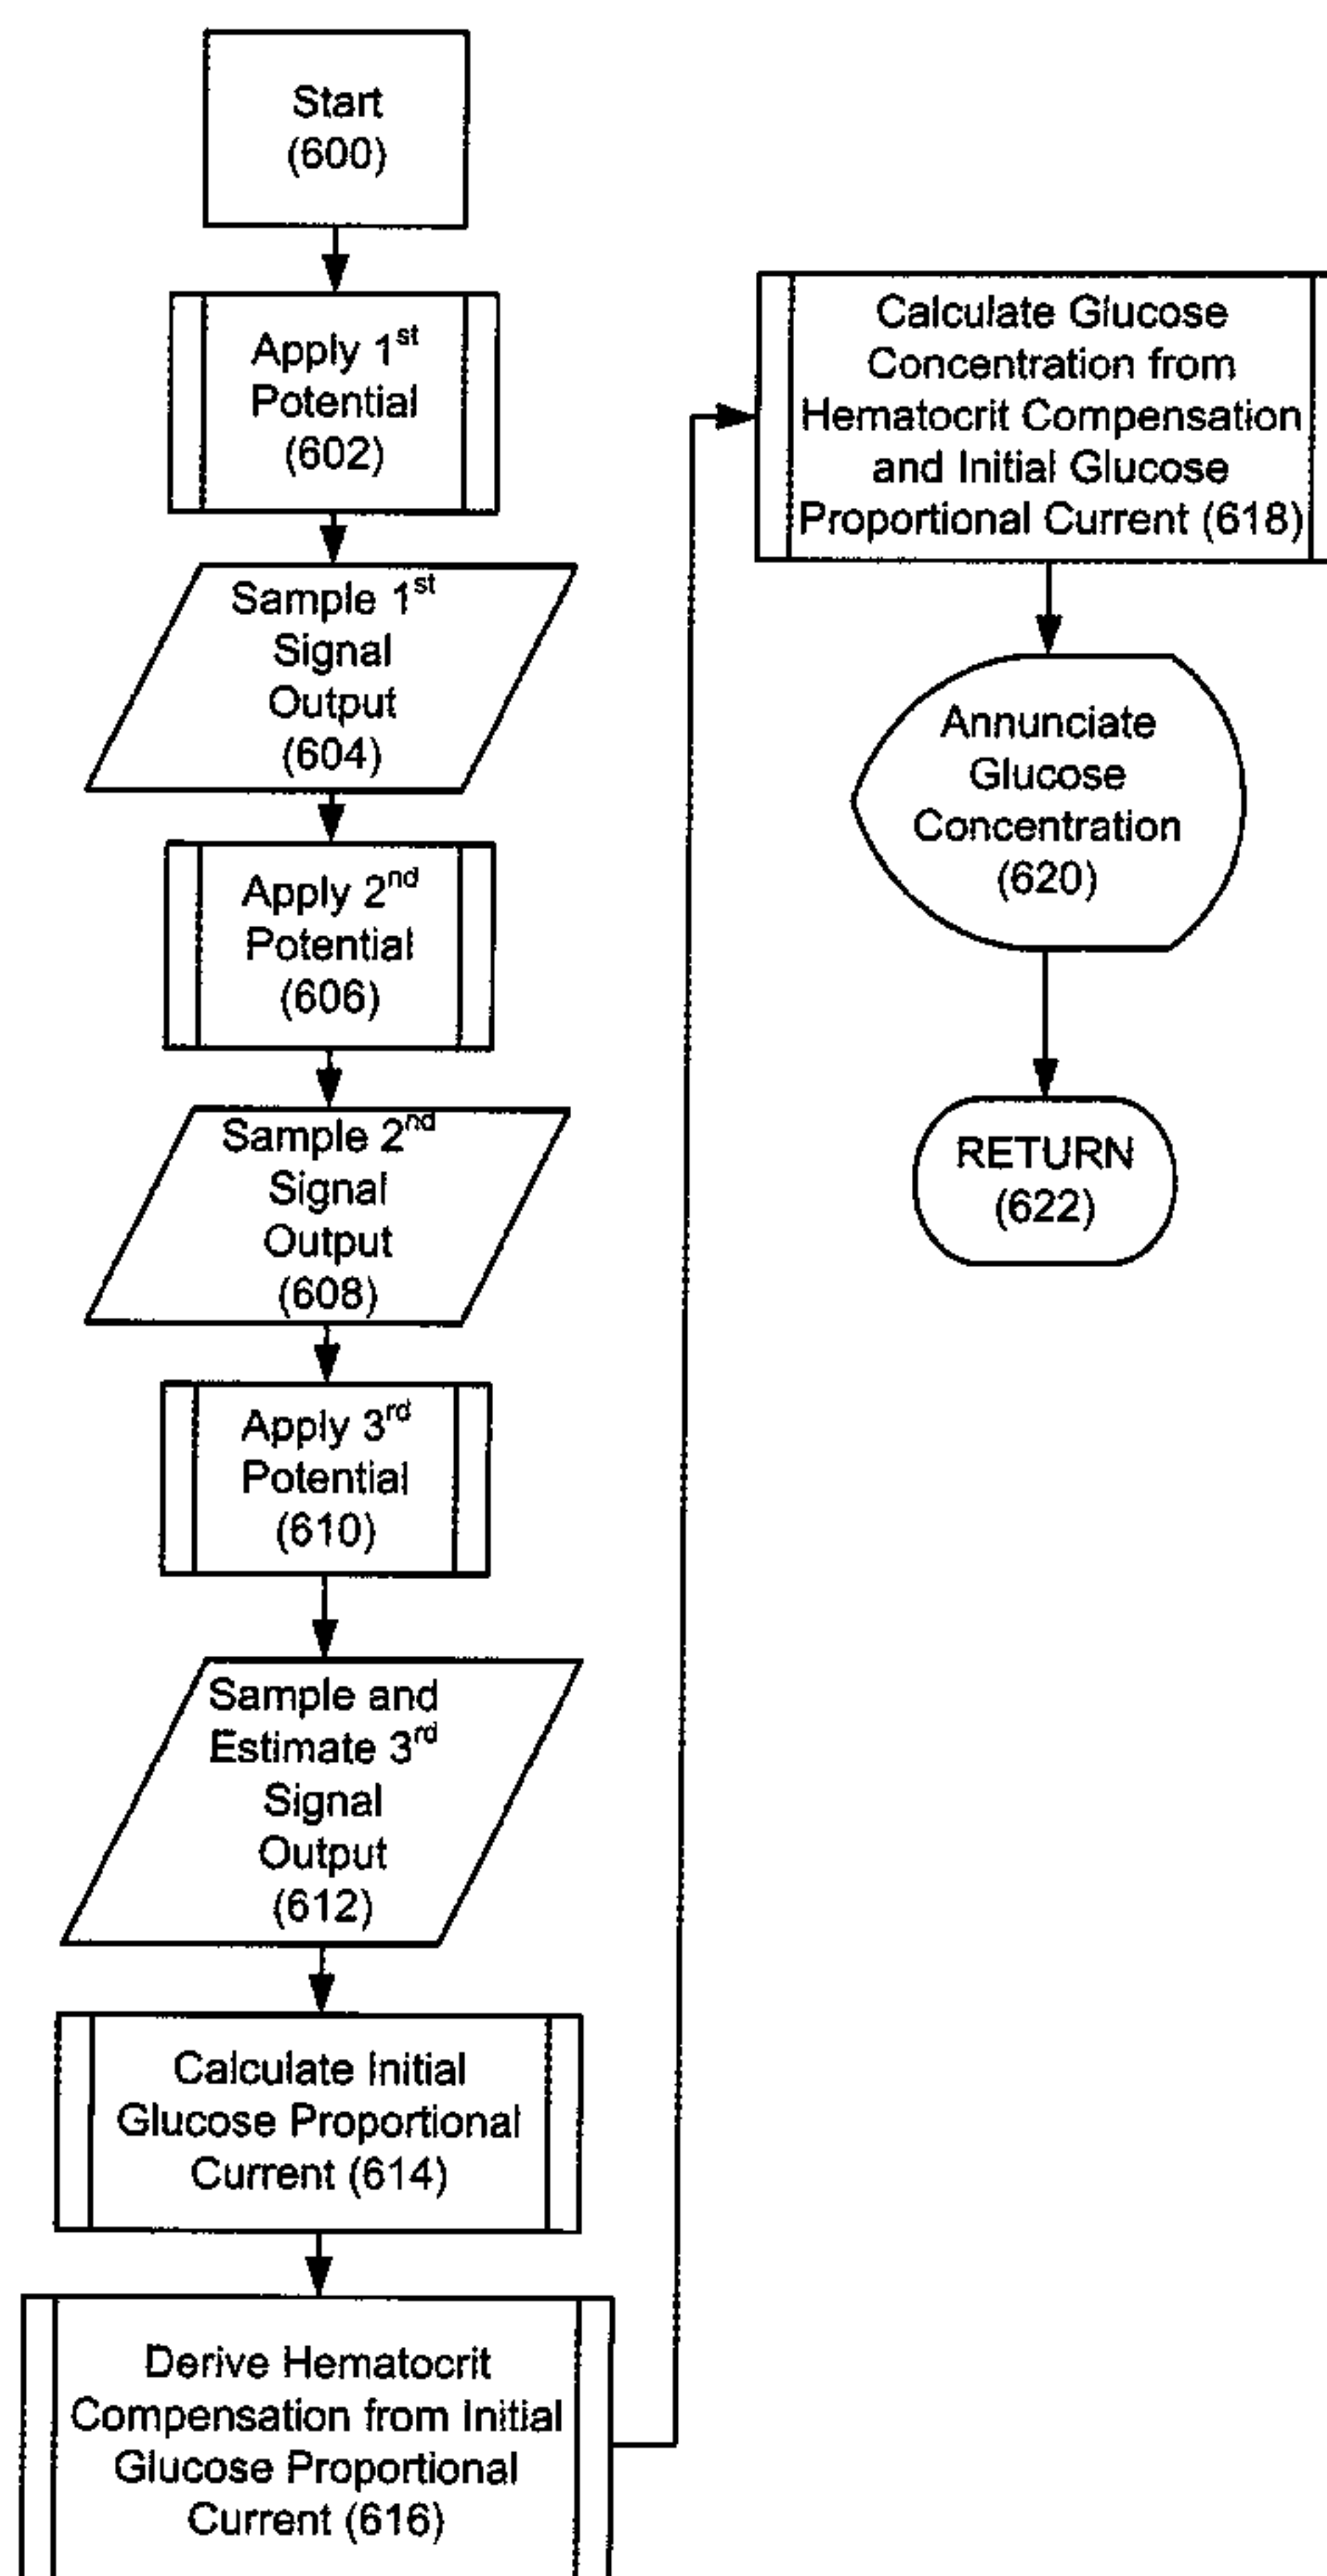 Start
(600)
Apply 1st
Potential
(602)
Sample 1st
Signal
Output
(604)
Apply 2nd
Potential
(606)
Sample 2nd
Signal
Output
(608)
Apply 3rd
Potential
(610)
Sample and
Estimate 3rd
Signal
Output
(612)
Calculate Initial
Glucose Proportional
Current (614)
Derive Hematocrit
Compensation from Initial
Glucose Proportional
Current (616)
Calculate Glucose
Concentration from
Hematocrit Compensation
and Initial Glucose
Proportional Current (618)
Annunciate
Glucose
Concentration
(620)
RETURN
(622)